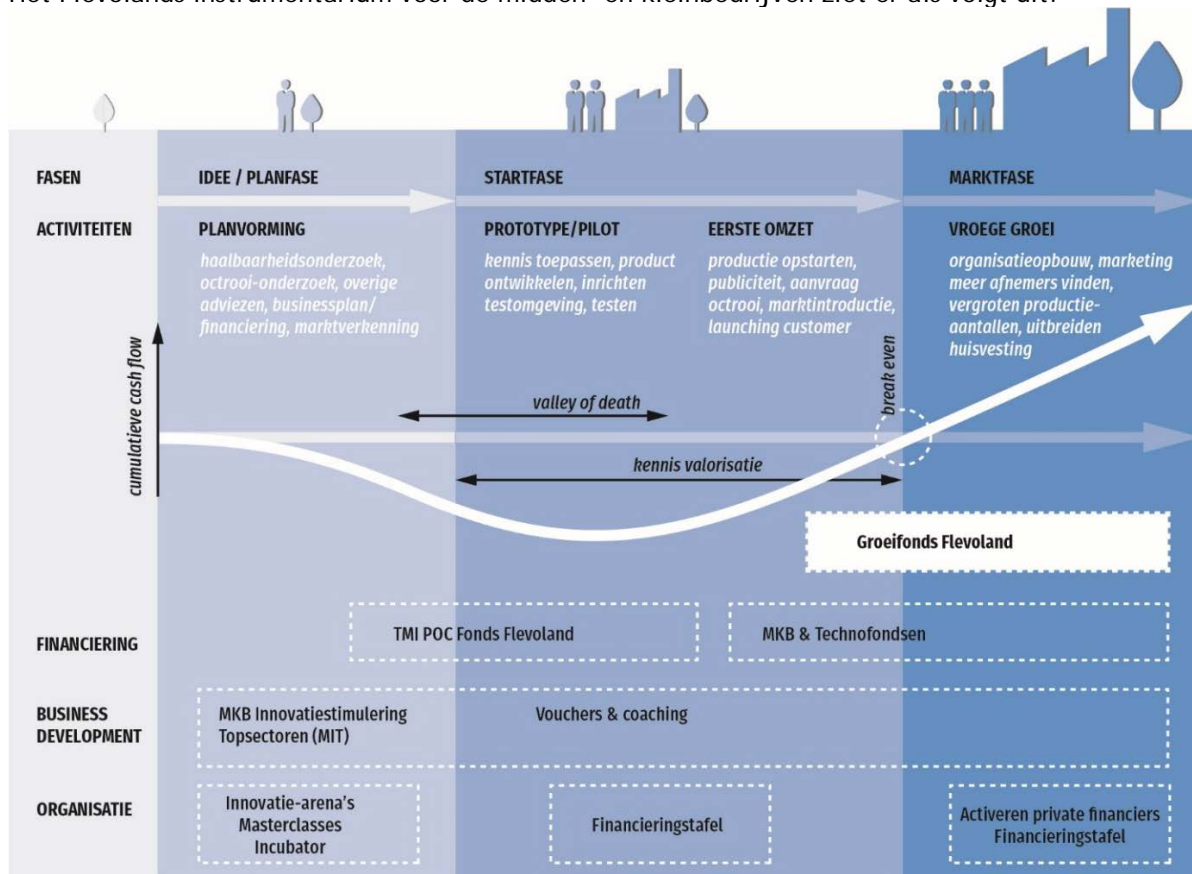 Het Flevolands instrumentarium voor de midden- en kleinbedrijven ziet er als volgt uit:
FASEN
IDEE / PLANFASE
STARTFASE
MARKTFASE
ACTIVITEITEN
PLANVORMING
haalbaarheidsonderzoek,
octrooi-onderzoek, overige
adviezen, businessplan/
financiering, marktverkenning
PROTOTYPE/PILOT
kennis toepassen, product
ontwikkelen, inrichten
testomgeving, testen
EERSTE OMZET
productie opstarten,
publiciteit, aanvraag
octrooi, marktintroductie,
launching customer
VROEGE GROEI
organisatieopbouw, marketing
meer afnemers vinden,
vergroten productie-
aantallen, uitbreiden
huisvesting
cumulatieve cash flow
valley of death
break even
kennis valorisatie
Groeifonds Flevoland
FINANCIERING
TMI POC Fonds Flevoland
MKB & Technofondsen
BUSINESS
DEVELOPMENT
MKB Innovatiestimulering
Topsectoren (MIT)
Vouchers & coaching
ORGANISATIE
Innovatie-arena's
Masterclasses
Incubator
Financieringstafel
Activeren private financiers
Financieringstafel